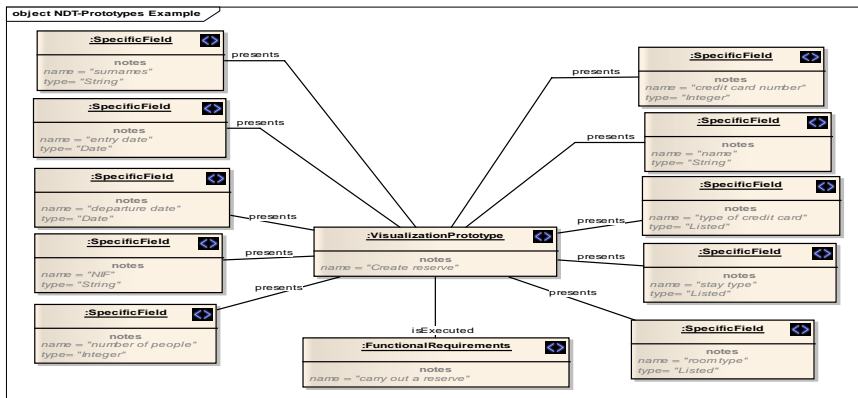 object NDT-Prototypes Example
:SpecificField
notes
name = "surnames"
type= "String"
presents
:SpecificField
notes
name = "entry date"
type= "Date"
presents
:SpecificField
notes
name = "departure date"
type= "Date"
presents
:SpecificField
notes
name = "NIF"
type= "String"
presents
:SpecificField
notes
name = "number of people"
type= "Integer"
presents
:VisualizationPrototype
notes
name = "Create reserve"
isExecuted
:FunctionalRequirements
notes
name = "carry out a reserve"
presents
:SpecificField
notes
name = "credit card number"
type= "Integer"
presents
:SpecificField
notes
name = "name"
type= "String"
presents
:SpecificField
notes
name = "type of credit card"
type= "Listed"
presents
:SpecificField
notes
name = "stay type"
type= "Listed"
presents
:SpecificField
notes
name = "room type"
type= "Listed"